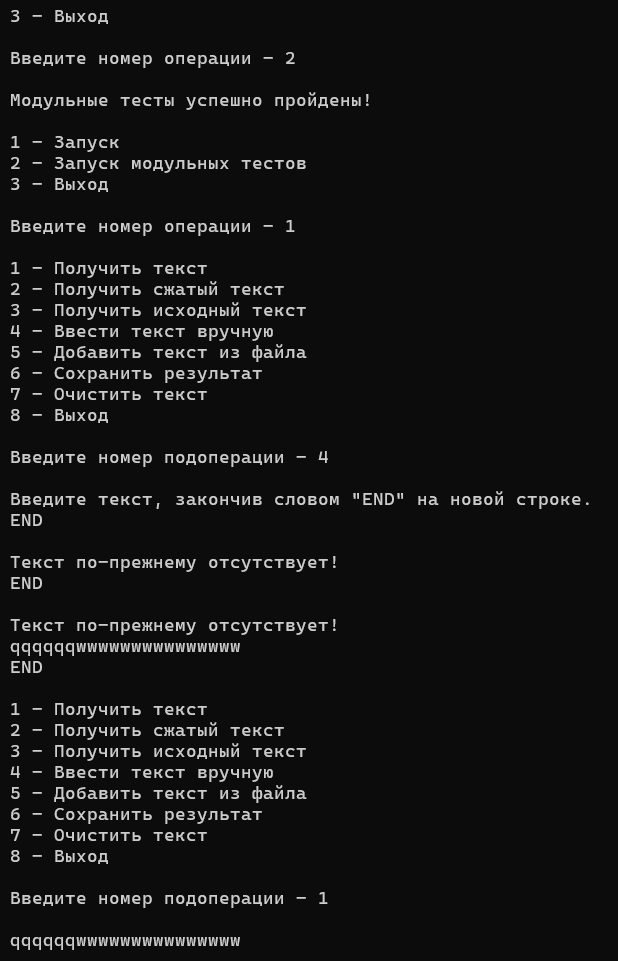 3 - Выход
Введите номер операции - 2
Модульные тесты успешно пройдены!
1 - Запуск
2 - Запуск модульных тестов
3 - Выход
Введите номер операции - 1
1 - Получить текст
2 - Получить сжатый текст
3 - Получить исходный текст
4 - Ввести текст вручную
5 - Добавить текст из файла
6 - Сохранить результат
7 - Очистить текст
8 - Выход
Введите номер подоперации - 4
Введите текст, закончив словом "END" на новой строке.
END
Текст по-прежнему отсутствует!
END
Текст по-прежнему отсутствует!
qqqqqqwwwwwwwwwwwwwww
END
1 - Получить текст
2 - Получить сжатый текст
3 - Получить исходный текст
4 - Ввести текст вручную
5 - Добавить текст из файла
6 - Сохранить результат
7 - Очистить текст
8 - Выход
Введите номер подоперации - 1
qqqqqqwwwwwwwwwwwwwww